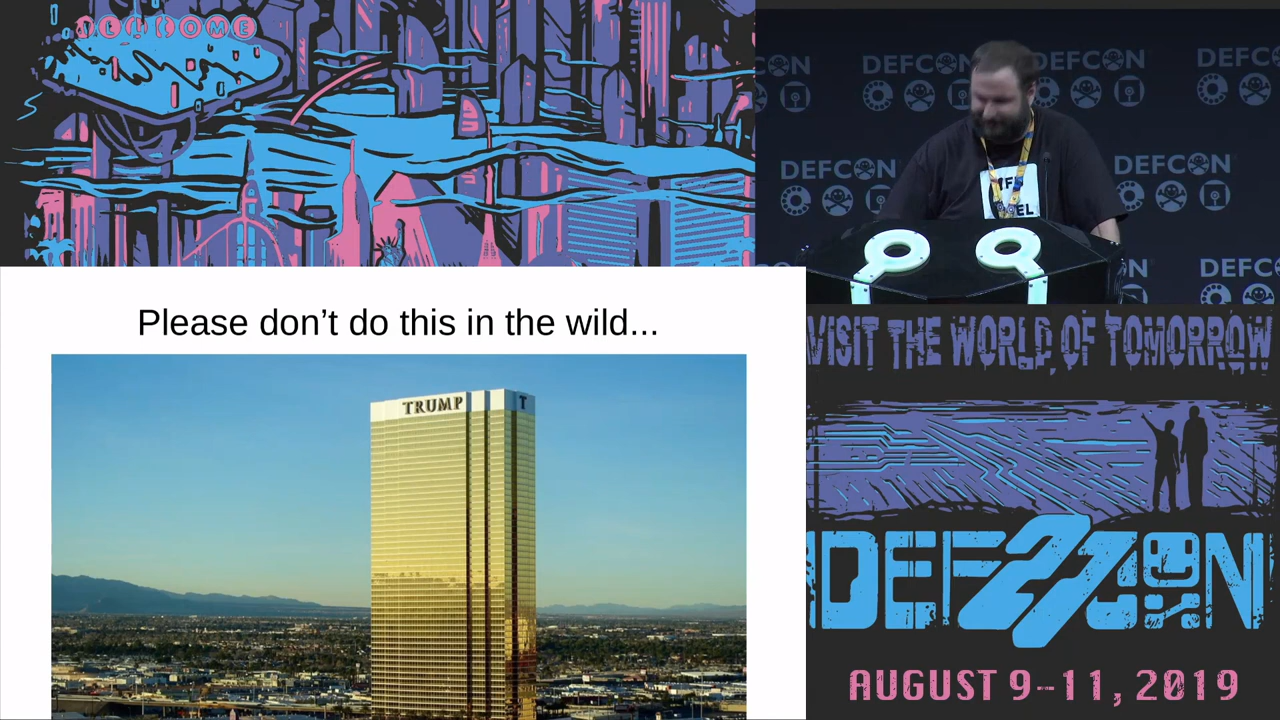 WELCOME
DEFCON
DEFCON
DEFCON
DEFCON
DEFCON
Please don't do this in the wild...
TRUMP T
VISIT THE WORLD OF TOMORROW
DEF CON 27
AUGUST 9-11, 2019